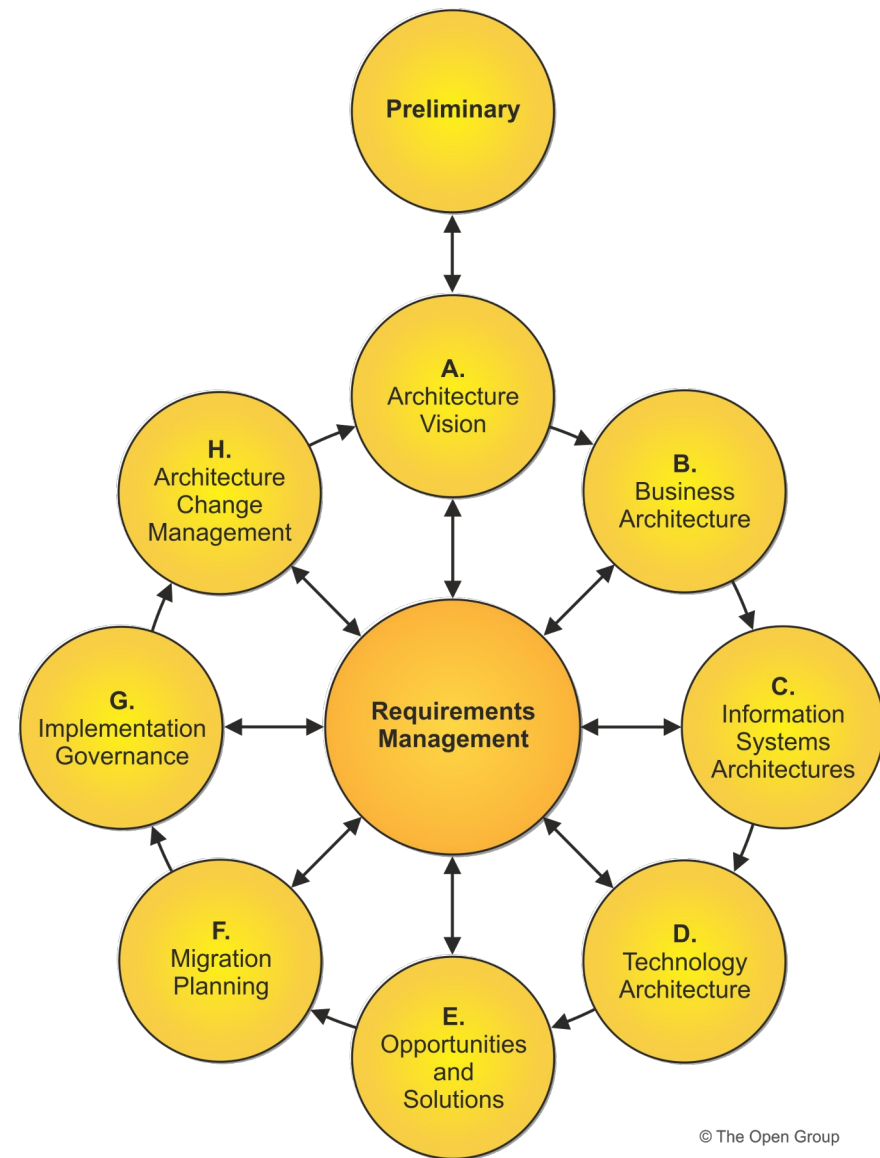 Preliminary
A.
Architecture
Vision
B.
Business
Architecture
C.
Information
Systems
Architectures
D.
Technology
Architecture
E.
Opportunities
and
Solutions
F.
Migration
Planning
G.
Implementation
Governance
H.
Architecture
Change
Management
Requirements
Management
© The Open Group